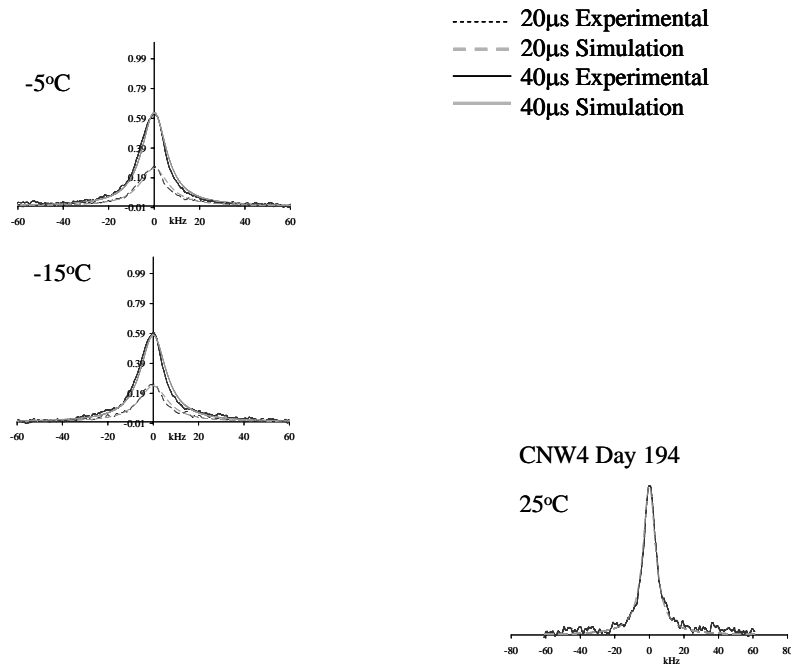 20μs Experimental
20μs Simulation
40μs Experimental
40μs Simulation
-5°C
0.99
0.79
0.59
0.39
0.19
-0.01
-60 -40 -20 0 kHz 20 40 60
-15°C
0.99
0.79
0.59
0.39
0.19
-0.01
-60 -40 -20 0 kHz 20 40 60
CNW4 Day 194
25°C
-80 -60 -40 -20 0 20 40 60 80
kHz